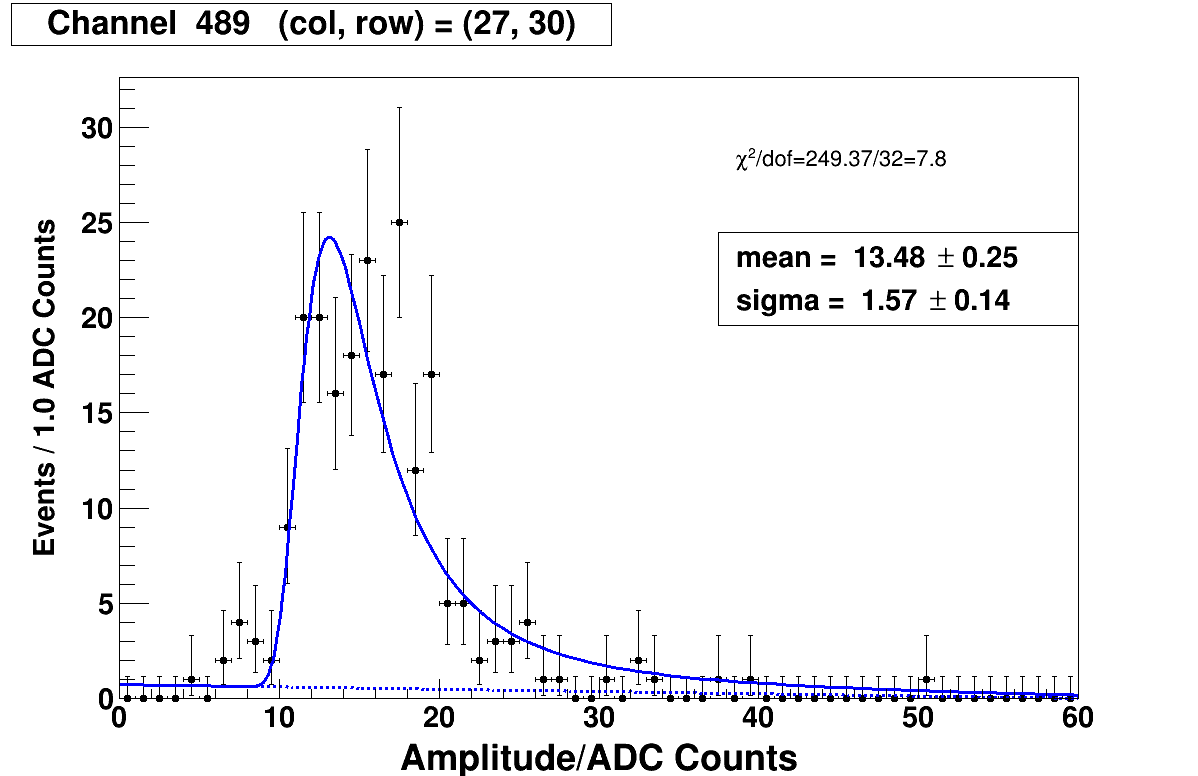 Channel 489 (col, row) = (27, 30)
30
25
20
15
10
5
0
Events / 1.0 ADC Counts
χ²/dof=249.37/32=7.8
mean = 13.48 ± 0.25
sigma = 1.57 ± 0.14
0 10 20 30 40 50 60
Amplitude/ADC Counts